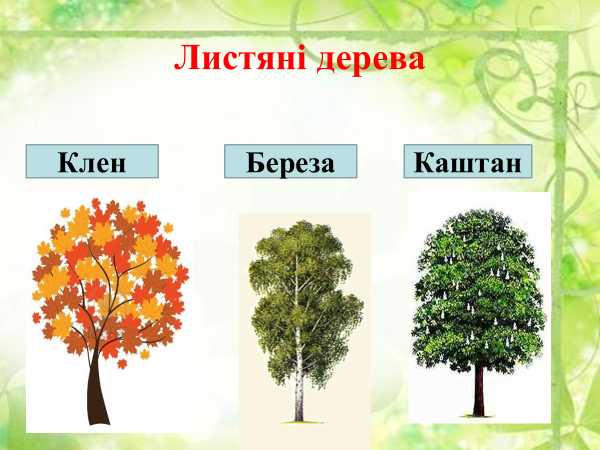 Листяні дерева
Клен
Береза
Каштан